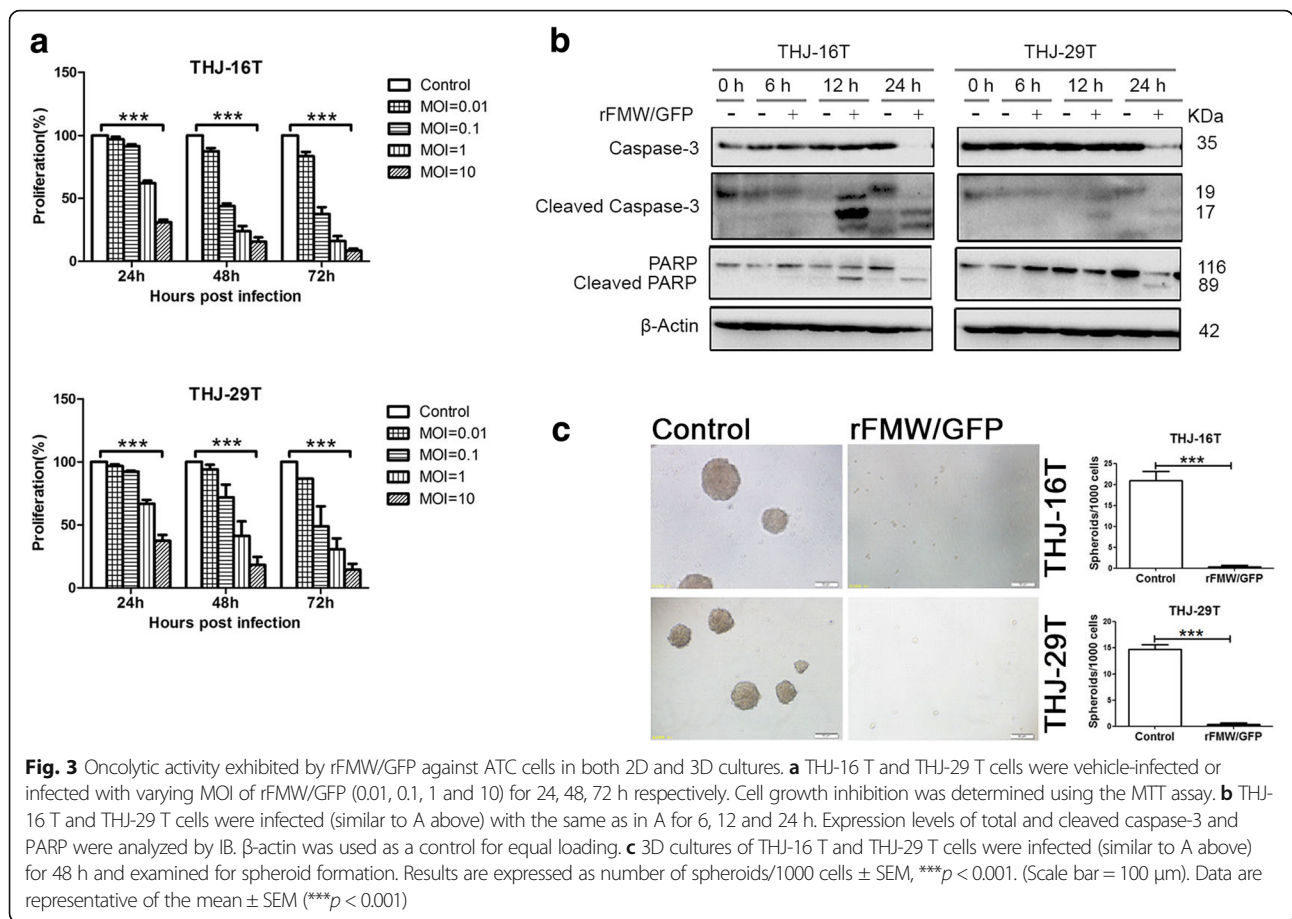 a
THJ-16T
150
100
50
0
Proliferation(%)
***
***
***
24h
48h
72h
Hours post infection
Control
MOI=0.01
MOI=0.1
MOI=1
MOI=10
THJ-29T
150
100
50
0
Proliferation(%)
***
***
***
24h
48h
72h
Hours post infection
Control
MOI=0.01
MOI=0.1
MOI=1
MOI=10
b
THJ-16T THJ-29T
0 h 6 h 12 h 24 h 0 h 6 h 12 h 24 h
rFMW/GFP - - + - + - + - - + - + - + KDa
Caspase-3 35
Cleaved Caspase-3 19
17
PARP 116
Cleaved PARP 89
β-Actin 42
c
Control rFMW/GFP
THJ-16T
THJ-29T
THJ-16T
Spheroids/1000 cells
25
20
15
10
5
0
***
Control rFMW/GFP
THJ-29T
Spheroids/1000 cells
20
15
10
5
0
***
Control rFMW/GFP
Fig. 3 Oncolytic activity exhibited by rFMW/GFP against ATC cells in both 2D and 3D cultures. a THJ-16 T and THJ-29 T cells were vehicle-infected or
infected with varying MOI of rFMW/GFP (0.01, 0.1, 1 and 10) for 24, 48, 72 h respectively. Cell growth inhibition was determined using the MTT assay. b THJ-
16 T and THJ-29 T cells were infected (similar to A above) with the same as in A for 6, 12 and 24 h. Expression levels of total and cleaved caspase-3 and
PARP were analyzed by IB. β-actin was used as a control for equal loading. c 3D cultures of THJ-16 T and THJ-29 T cells were infected (similar to A above)
for 48 h and examined for spheroid formation. Results are expressed as number of spheroids/1000 cells ± SEM, ***p < 0.001. (Scale bar = 100 μm). Data are
representative of the mean ± SEM (***p < 0.001)